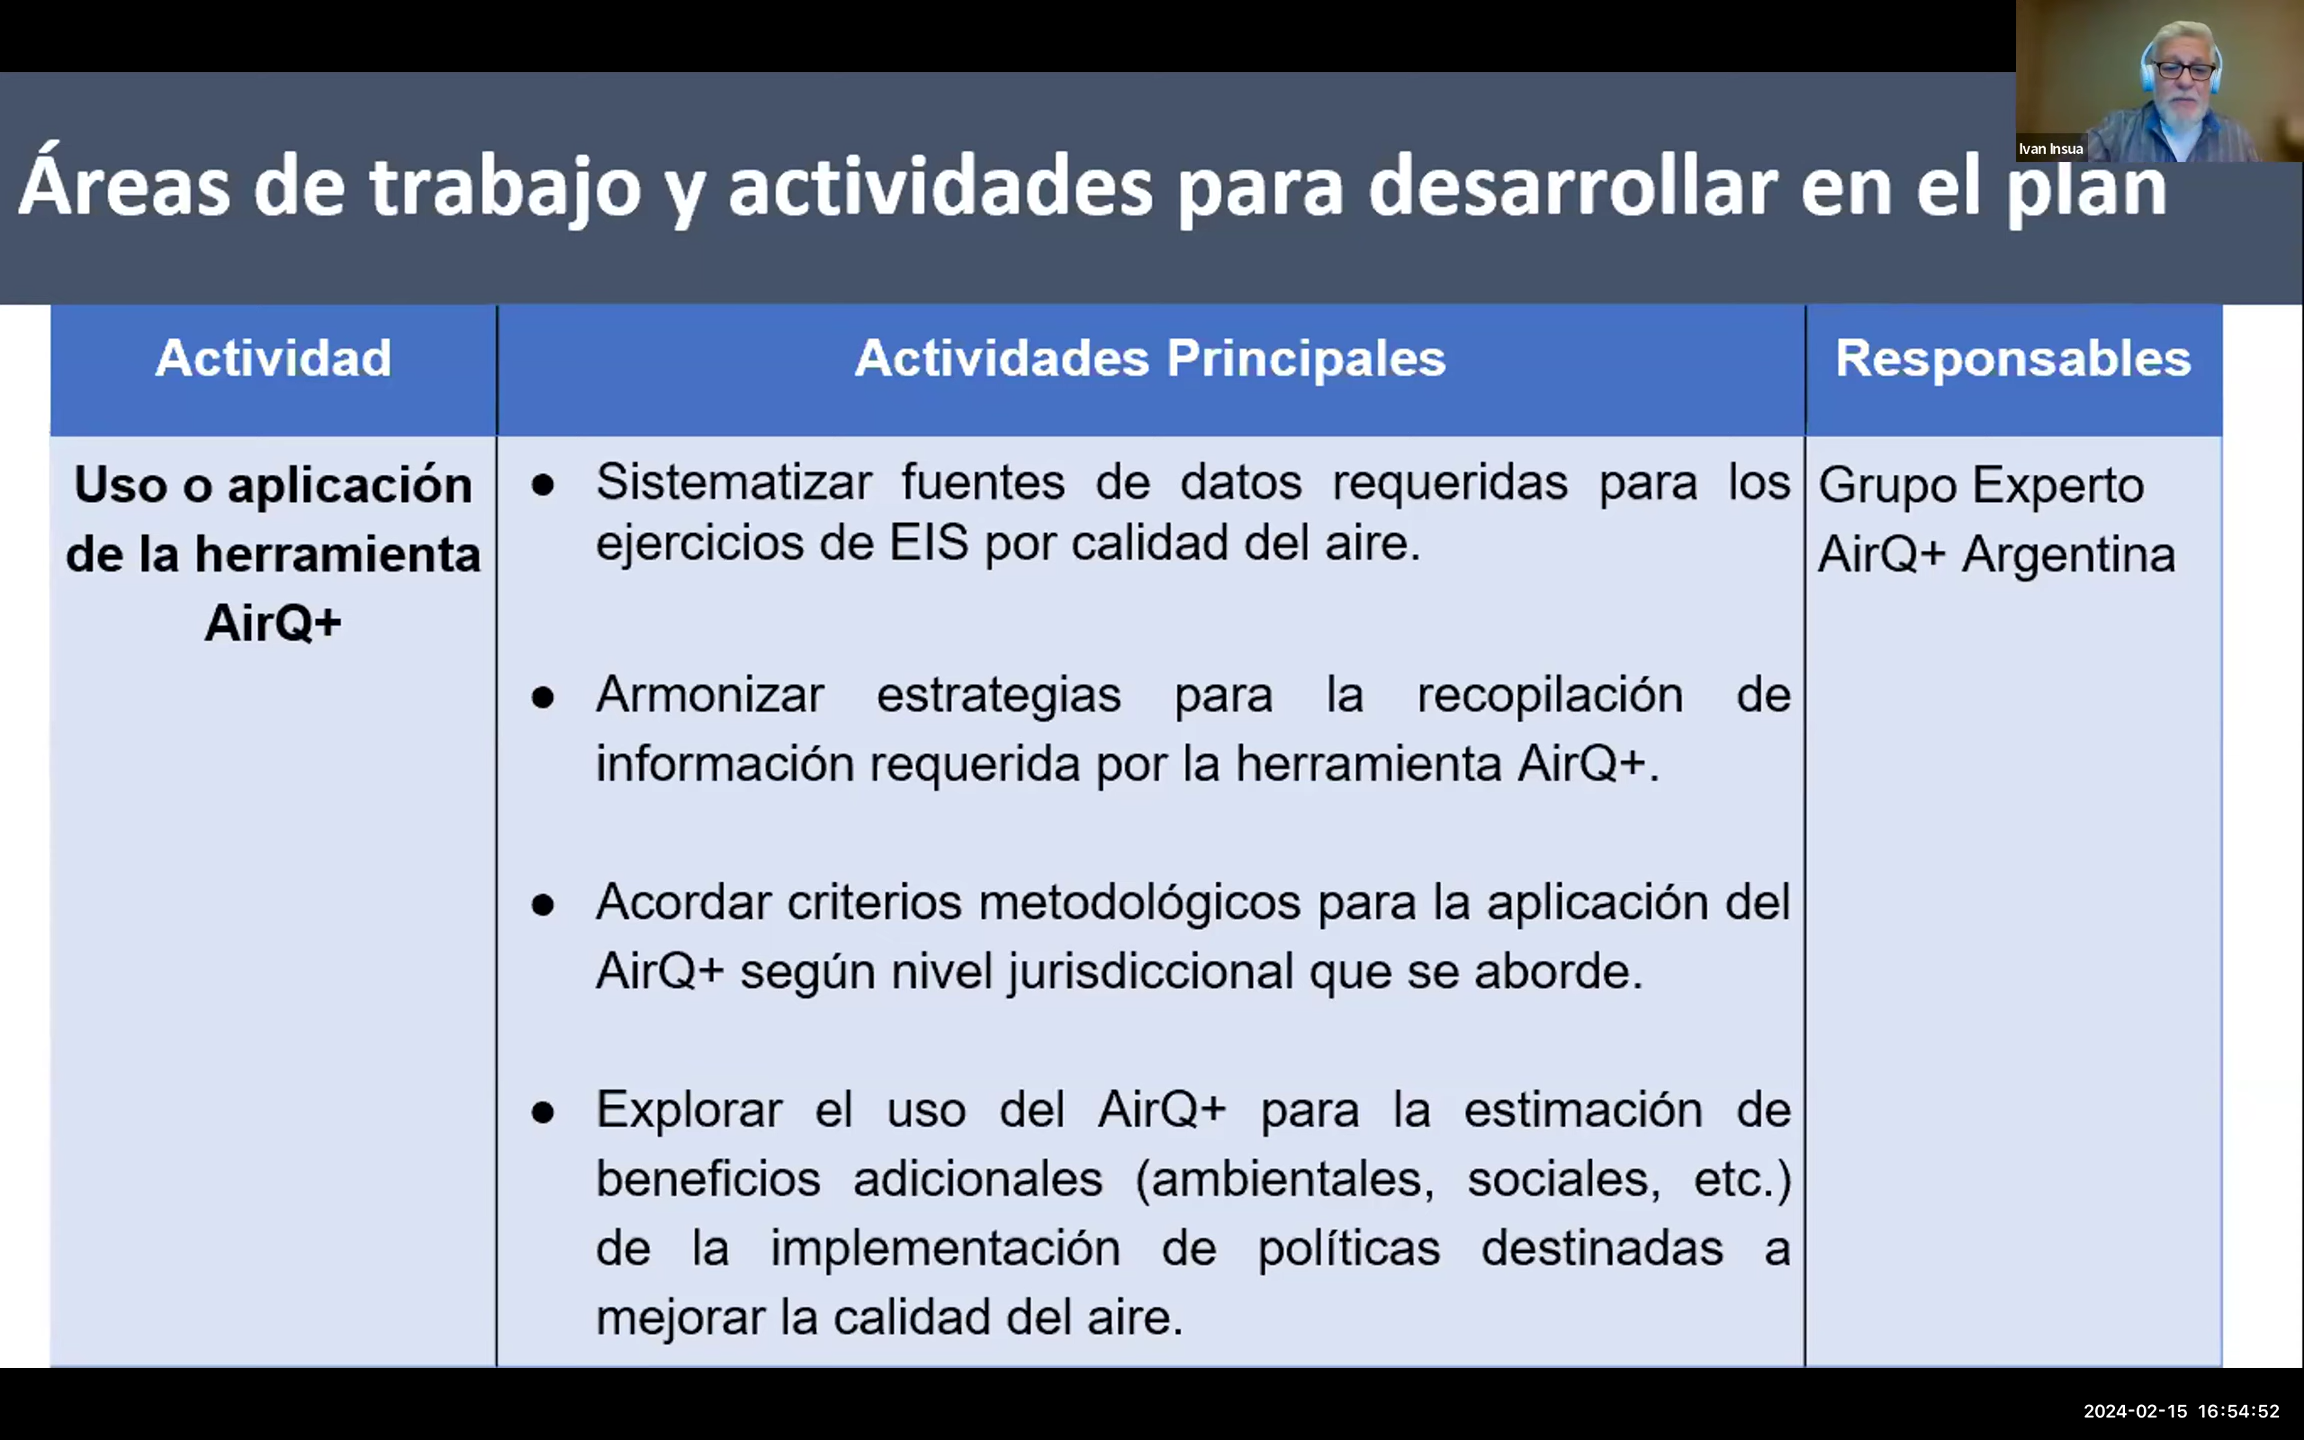 Ivan Insua
Áreas de trabajo y actividades para desarrollar en el plan
Actividad
Actividades Principales
Responsables
Uso o aplicación
de la herramienta
AirQ+
● Sistematizar fuentes de datos requeridas para los
ejercicios de EIS por calidad del aire.
● Armonizar estrategias para la recopilación de
información requerida por la herramienta AirQ+.
● Acordar criterios metodológicos para la aplicación del
AirQ+ según nivel jurisdiccional que se aborde.
● Explorar el uso del AirQ+ para la estimación de
beneficios adicionales (ambientales, sociales, etc.)
de la implementación de políticas destinadas a
mejorar la calidad del aire.
Grupo Experto
AirQ+ Argentina
2024-02-15 16:54:52